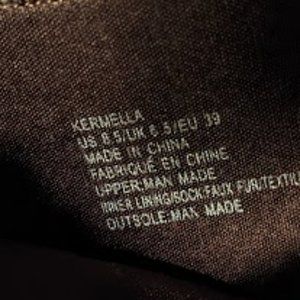 KERMELLA
US 8.5/UK 6.5/EU 39
MADE IN CHINA
FABRIQUÉ EN CHINE
UPPER:MAN MADE
INNER LINING/SOCK:FAUX FUR/TEXTILE
OUTSOLE:MAN MADE